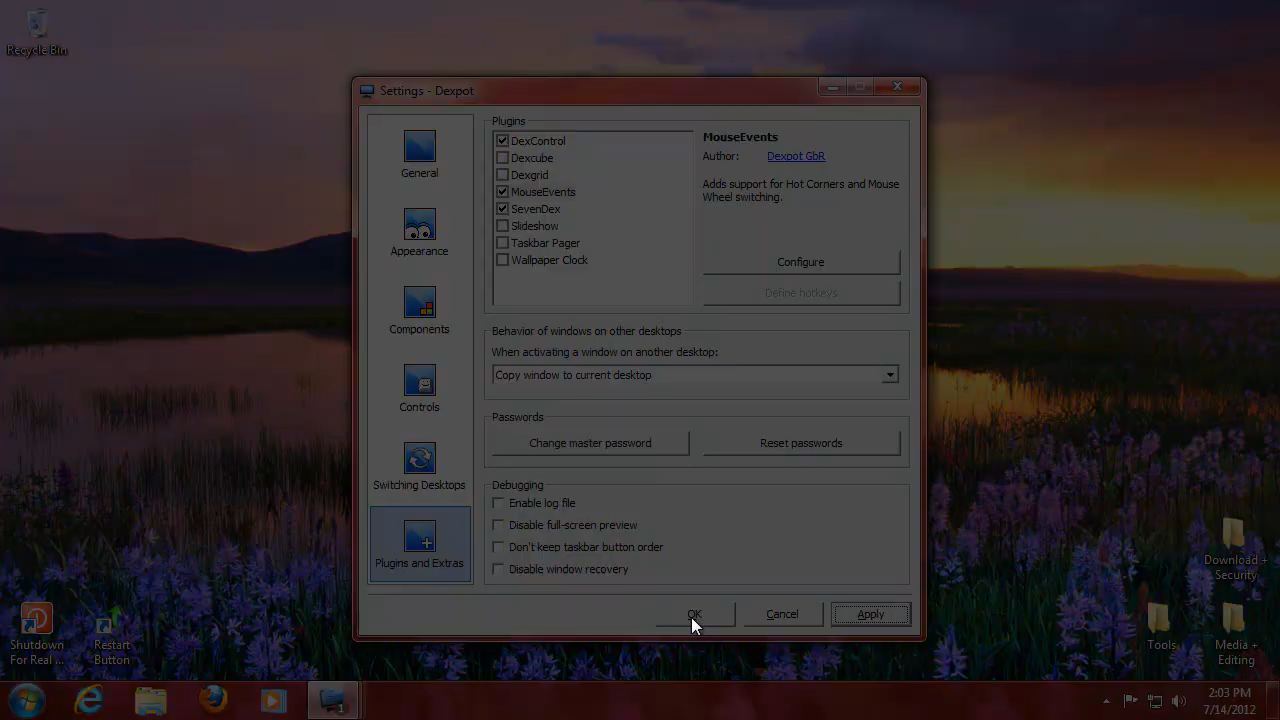 Recycle Bin
Settings - Dexpot
General
Appearance
Components
Controls
Switching Desktops
Plugins and Extras
Plugins
DexControl
Dexcube
Dexgrid
MouseEvents
SevenDex
Slideshow
Taskbar Pager
Wallpaper Clock
MouseEvents
Author: Dexpot GbR
Adds support for Hot Corners and Mouse
Wheel switching.
Configure
Define hotkeys
Behavior of windows on other desktops
When activating a window on another desktop:
Copy window to current desktop
Passwords
Change master password
Reset passwords
Debugging
Enable log file
Disable full-screen preview
Don't keep taskbar button order
Disable window recovery
OK
Cancel
Apply
Shutdown
For Real ...
Restart
Button
Download +
Security
Tools
Media +
Editing
1
2:03 PM
7/14/2012